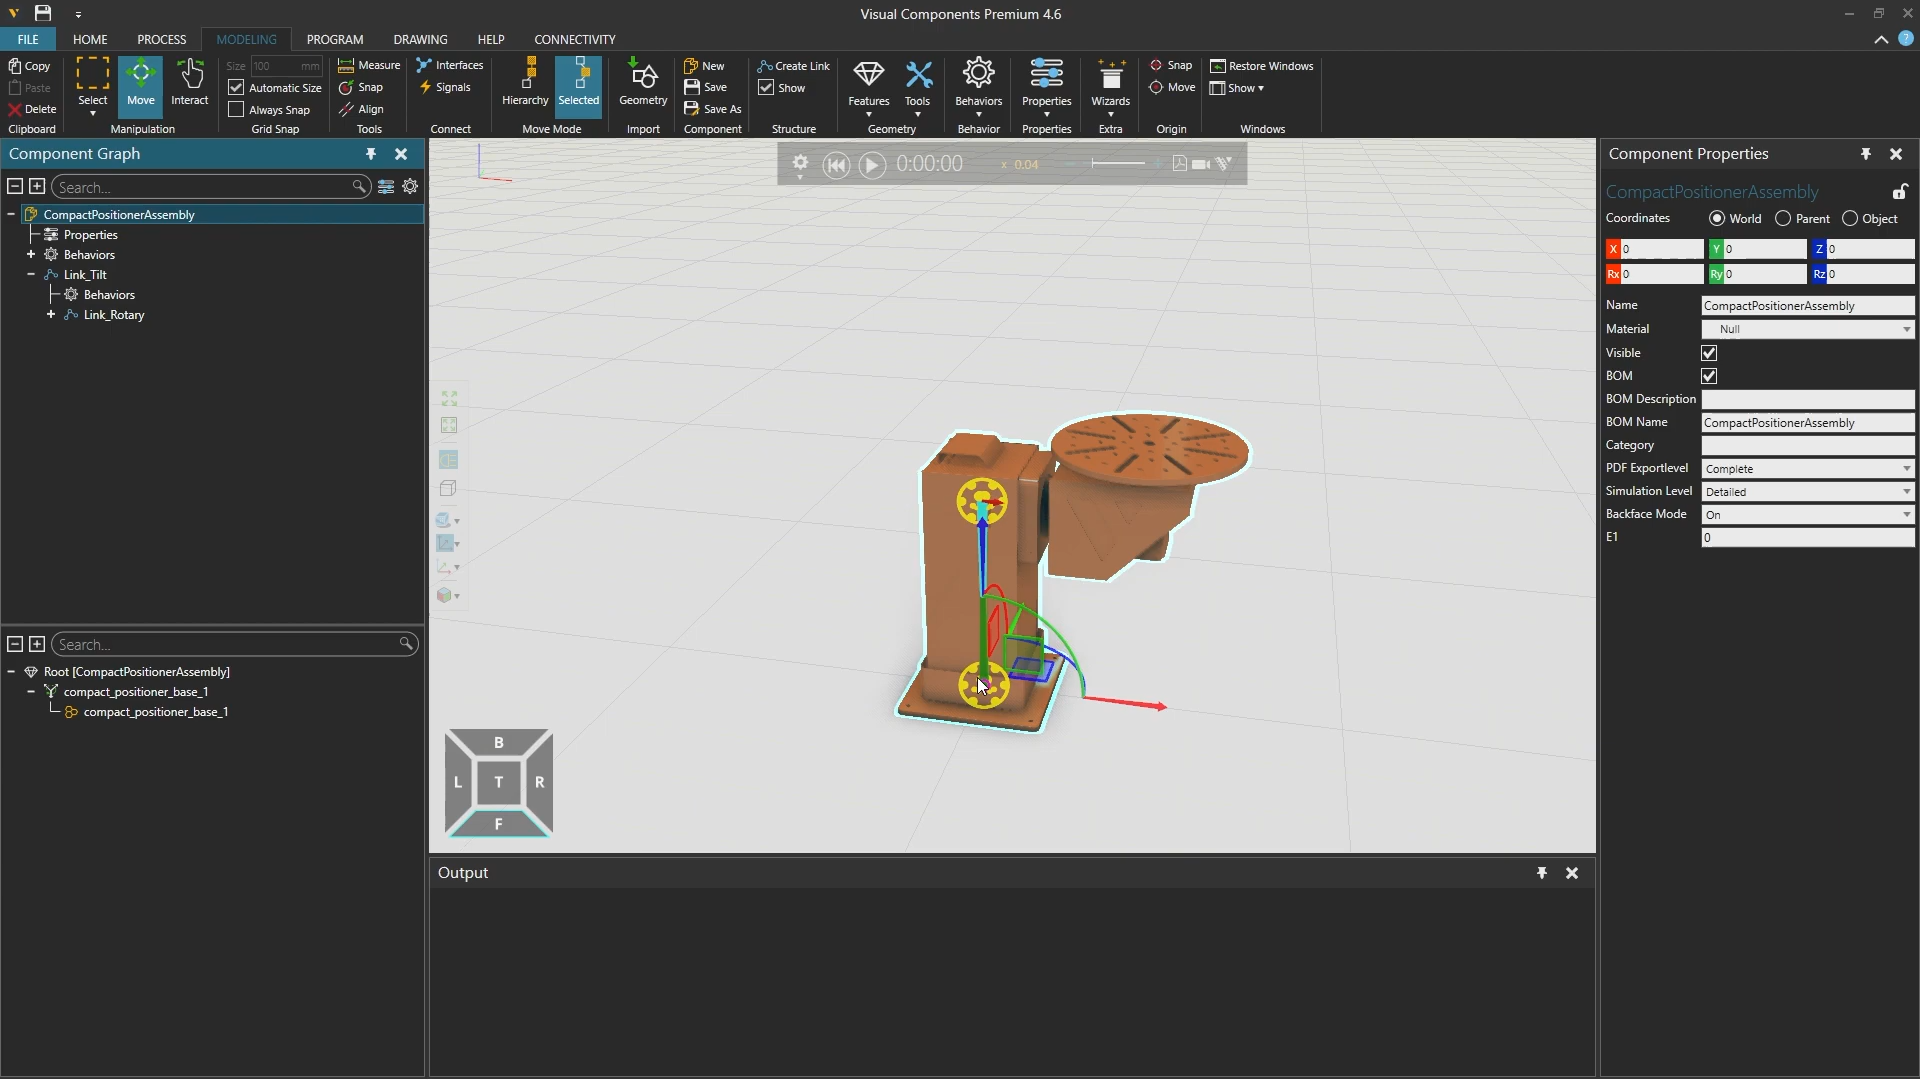 Visual Components Premium 4.6
FILE HOME PROCESS MODELING PROGRAM DRAWING HELP CONNECTIVITY
Copy
Paste
Delete
Clipboard
Select
Move
Interact
Manipulation
Size 100 mm
Automatic Size
Always Snap
Grid Snap
Measure
Snap
Align
Tools
Interfaces
Signals
Connect
Hierarchy
Selected
Move Mode
Geometry
Import
New
Save
Save As
Component
Create Link
Show
Structure
Features
Tools
Geometry
Behaviors
Behavior
Properties
Properties
Wizards
Extra
Snap
Move
Origin
Restore Windows
Show
Windows
Component Graph
Search...
CompactPositionerAssembly
Properties
Behaviors
Link_Tilt
Behaviors
Link_Rotary
Search...
Root [CompactPositionerAssembly]
compact_positioner_base_1
compact_positioner_base_1
0:00:00
x 0.04
B
L T R
F
Output
Component Properties
CompactPositionerAssembly
Coordinates World Parent Object
X 0 Y 0 Z 0
Rx 0 Ry 0 Rz 0
Name CompactPositionerAssembly
Material Null
Visible
BOM
BOM Description
BOM Name CompactPositionerAssembly
Category
PDF Exportlevel Complete
Simulation Level Detailed
Backface Mode On
E1 0